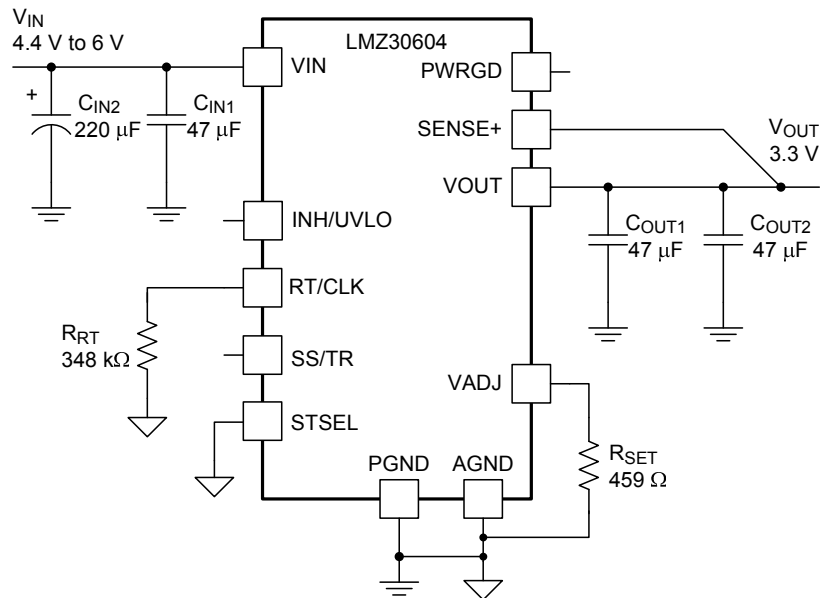 VIN
4.4 V to 6 V
LMZ30604
VIN
PWRGD
+
CIN2
220 μF
CIN1
47 μF
SENSE+
VOUT
3.3 V
VOUT
INH/UVLO
COUT1
47 μF
COUT2
47 μF
RT/CLK
RRT
348 kΩ
SS/TR
VADJ
STSEL
PGND
AGND
RSET
459 Ω